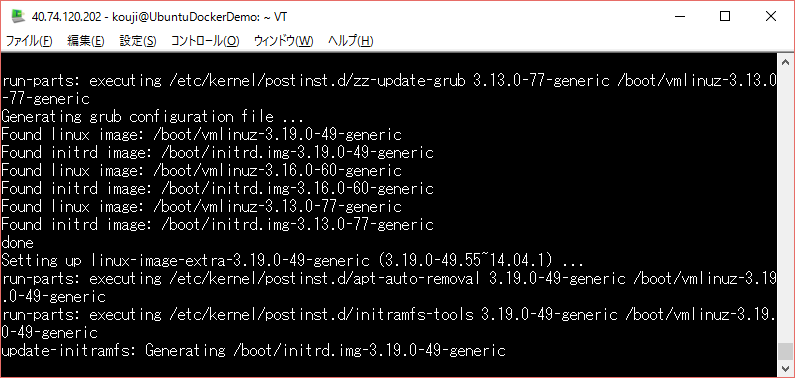 40.74.120.202 - kouji@UbuntuDockerDemo: ~ VT
ファイル(F) 編集(E) 設定(S) コントロール(O) ウィンドウ(W) ヘルプ(H)
run-parts: executing /etc/kernel/postinst.d/zz-update-grub 3.13.0-77-generic /boot/vmlinuz-3.13.0
-77-generic
Generating grub configuration file ...
Found linux image: /boot/vmlinuz-3.19.0-49-generic
Found initrd image: /boot/initrd.img-3.19.0-49-generic
Found linux image: /boot/vmlinuz-3.16.0-60-generic
Found initrd image: /boot/initrd.img-3.16.0-60-generic
Found linux image: /boot/vmlinuz-3.13.0-77-generic
Found initrd image: /boot/initrd.img-3.13.0-77-generic
done
Setting up linux-image-extra-3.19.0-49-generic (3.19.0-49.55~14.04.1) ...
run-parts: executing /etc/kernel/postinst.d/apt-auto-removal 3.19.0-49-generic /boot/vmlinuz-3.19
.0-49-generic
run-parts: executing /etc/kernel/postinst.d/initramfs-tools 3.19.0-49-generic /boot/vmlinuz-3.19.
0-49-generic
update-initramfs: Generating /boot/initrd.img-3.19.0-49-generic